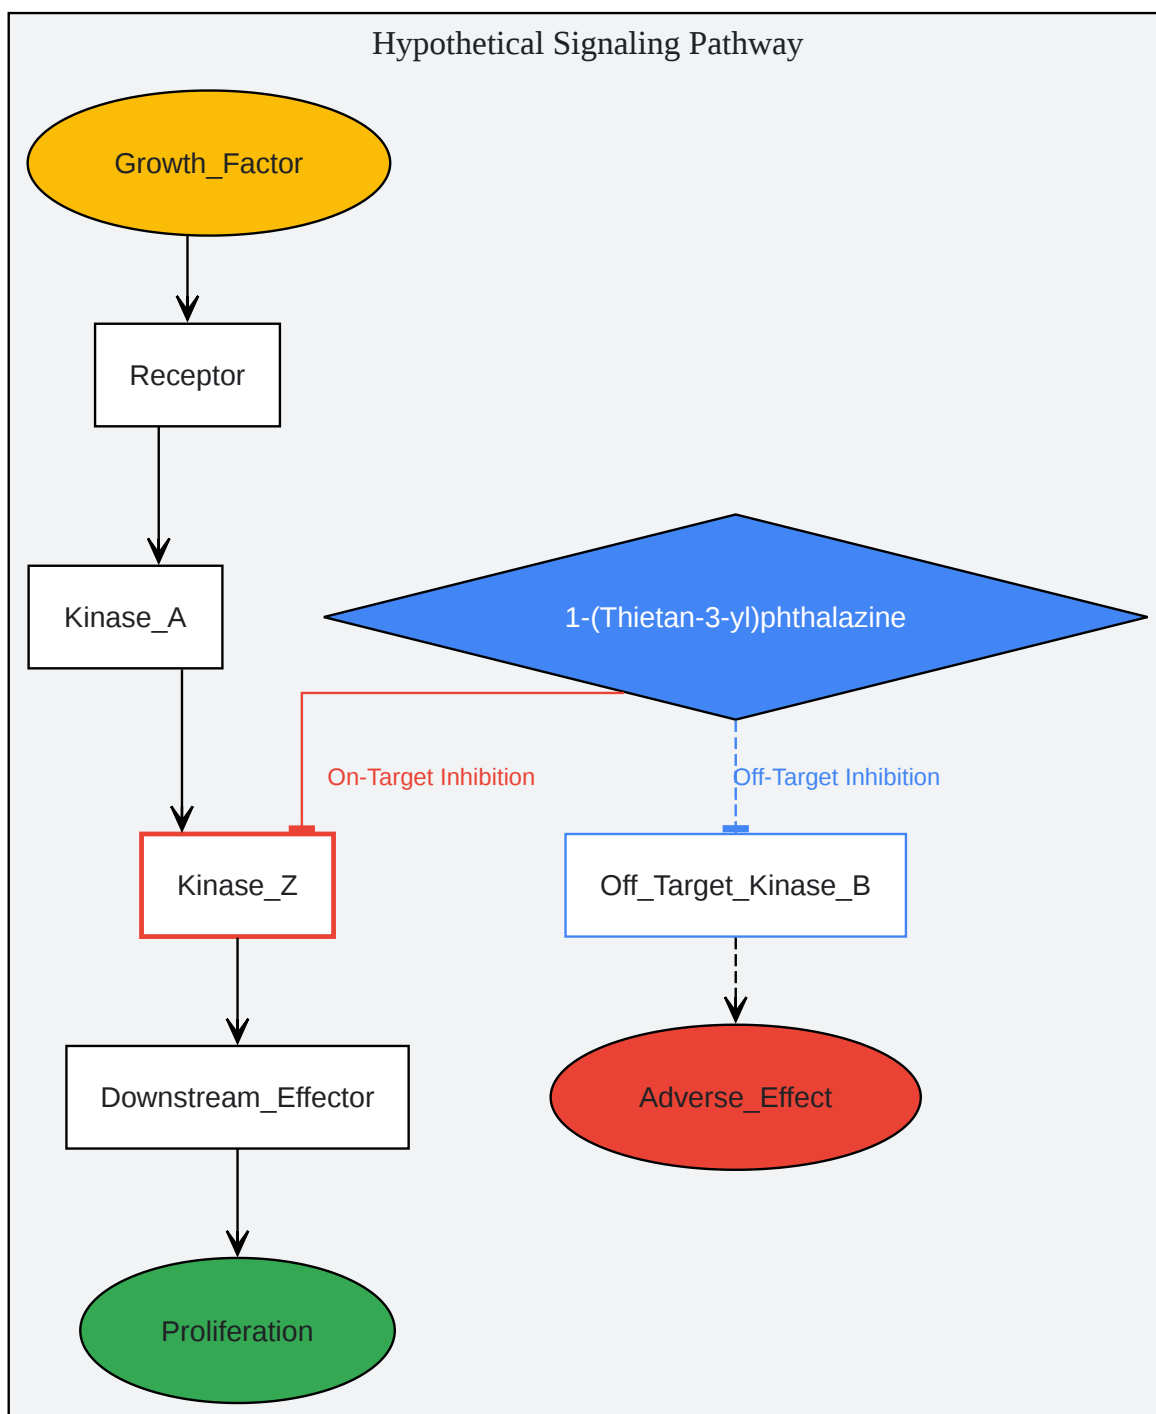 Hypothetical Signaling Pathway
Growth_Factor
Receptor
Kinase_A
1-(Thietan-3-yl)phthalazine
On-Target Inhibition
Off-Target Inhibition
Kinase_Z
Off_Target_Kinase_B
Downstream_Effector
Adverse_Effect
Proliferation